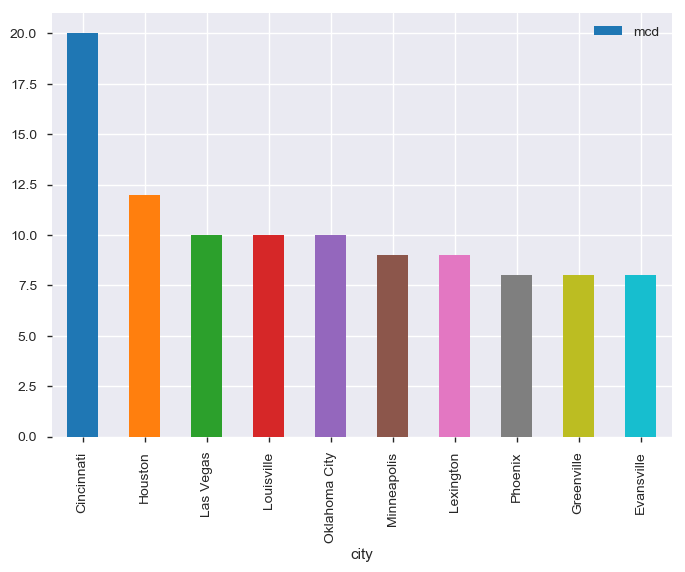 mcd
20.0
17.5
15.0
12.5
10.0
7.5
5.0
2.5
0.0
Cincinnati
Houston
Las Vegas
Louisville
Oklahoma City
Minneapolis
Lexington
Phoenix
Greenville
Evansville
city